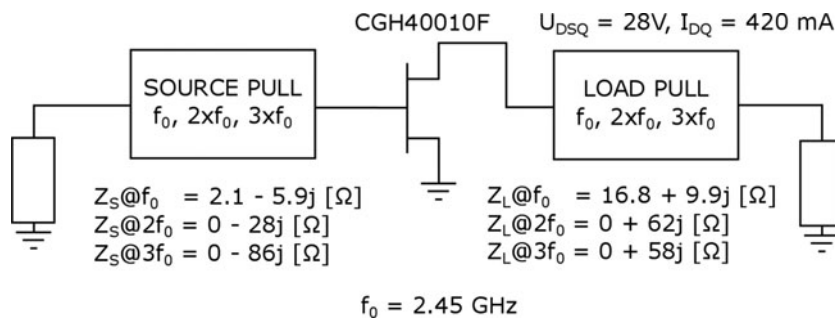 CGH40010F
U_DSQ = 28V, I_DQ = 420 mA
SOURCE PULL
f₀, 2xf₀, 3xf₀
LOAD PULL
f₀, 2xf₀, 3xf₀
Z_S@f₀ = 2.1 - 5.9j [Ω]
Z_S@2f₀ = 0 - 28j [Ω]
Z_S@3f₀ = 0 - 86j [Ω]
Z_L@f₀ = 16.8 + 9.9j [Ω]
Z_L@2f₀ = 0 + 62j [Ω]
Z_L@3f₀ = 0 + 58j [Ω]
f₀ = 2.45 GHz